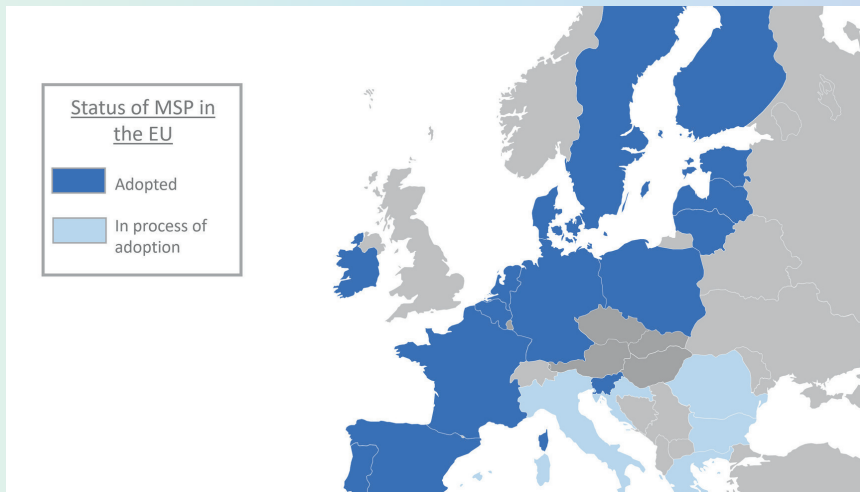 Status of MSP in
the EU
Adopted
In process of
adoption